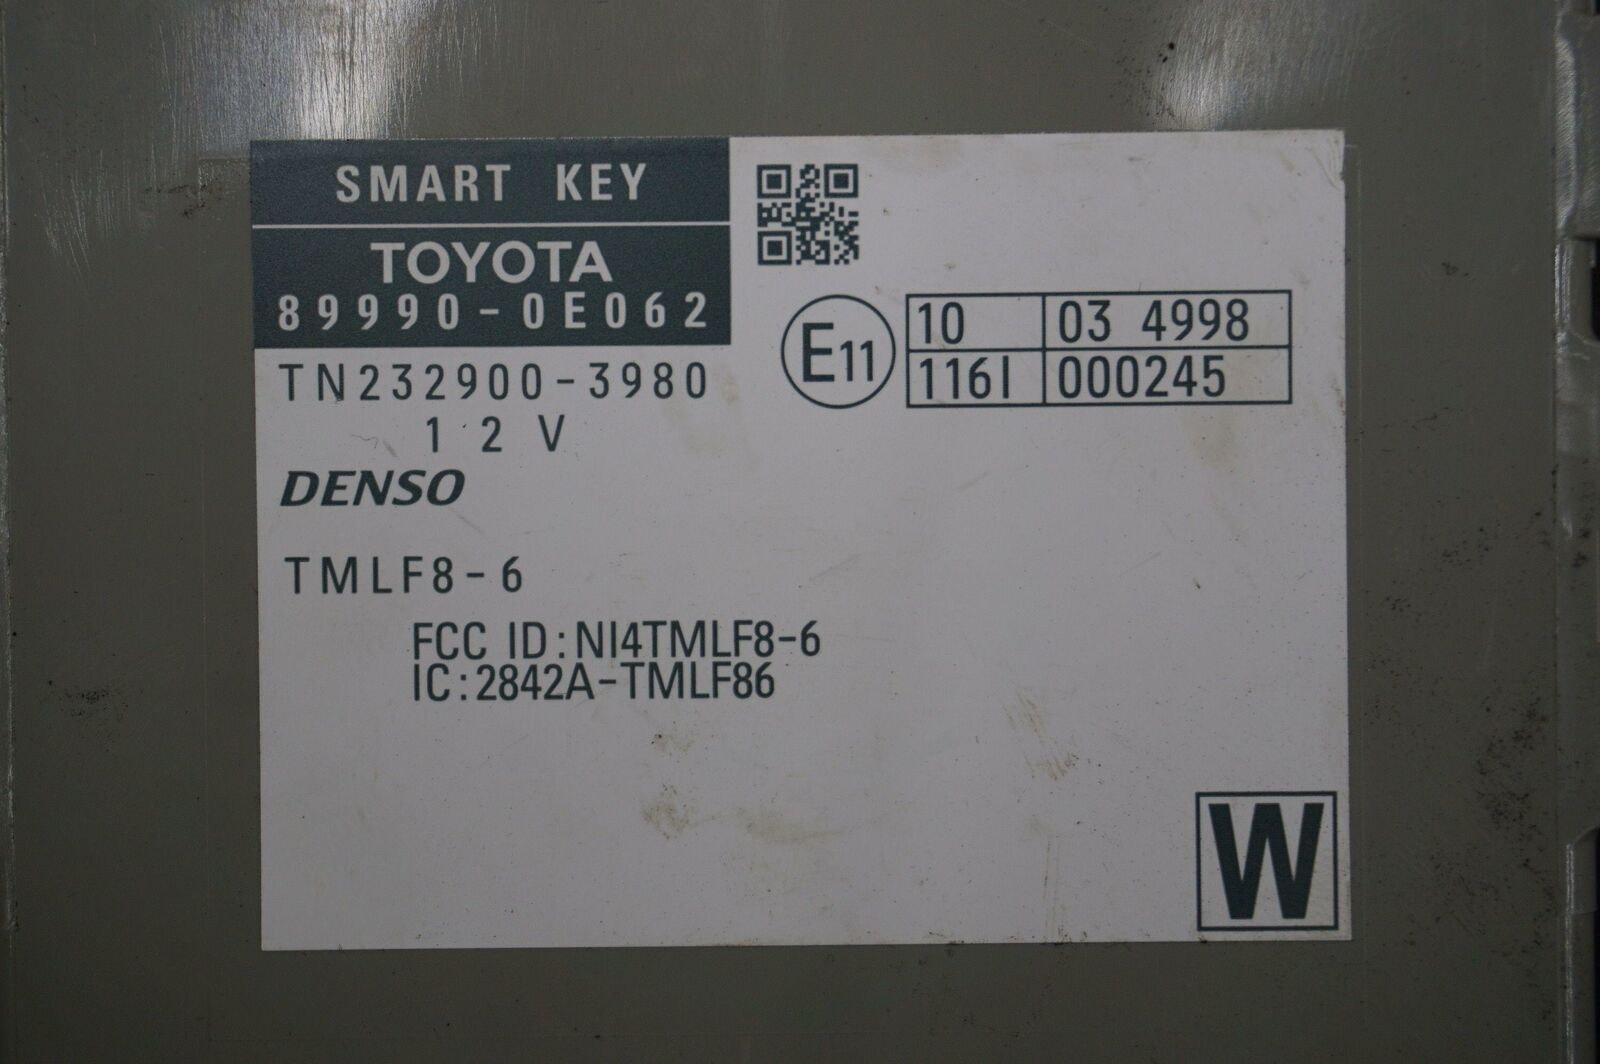 SMART KEY
TOYOTA
89990-0E062
TN232900-3980
12V
DENSO
TMLF8-6
FCC ID:NI4TMLF8-6
IC:2842A-TMLF86
E11
10 03 4998
116I 000245
W